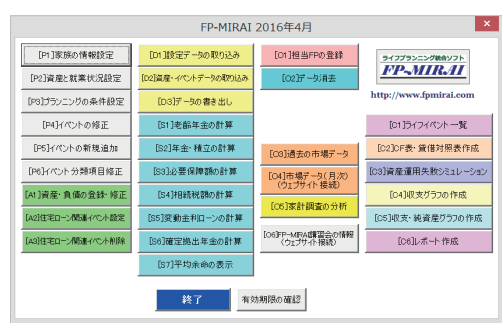 FP-MIRAI 2016年4月
[P1]家族の情報設定
[P2]資産と就業状況設定
[P3]プランニングの条件設定
[P4]イベントの修正
[P5]イベントの新規追加
[P6]イベント分類項目修正
[A1]資産・負債の登録・修正
[A2]住宅ローン関連イベント設定
[A3]住宅ローン関連イベント削除
[D1]設定データの取り込み
[D2]資産・イベントデータの取り込み
[D3]データの書き出し
[S1]老齢年金の計算
[S2]年金・積立の計算
[S3]必要保障額の計算
[S4]相続税額の計算
[S5]変動金利ローンの計算
[S6]確定拠出年金の計算
[S7]平均余命の表示
[O1]担当FPの登録
[O2]データ消去
[O3]過去の市場データ
[O4]市場データ(月次)
(ウェブサイト接続)
[O5]家計調査の分析
[O6]FP-MIRAI講習会の情報
(ウェブサイト接続)
ライフプランニング統合ソフト
FP-MIRAI
http://www.fpmirai.com
[C1]ライフイベント一覧
[C2]CF表・貸借対照表作成
[C3]資産運用失敗シミュレーション
[C4]収支グラフの作成
[C5]収支・純資産グラフの作成
[C6]レポート作成
終了
有効期限の確認